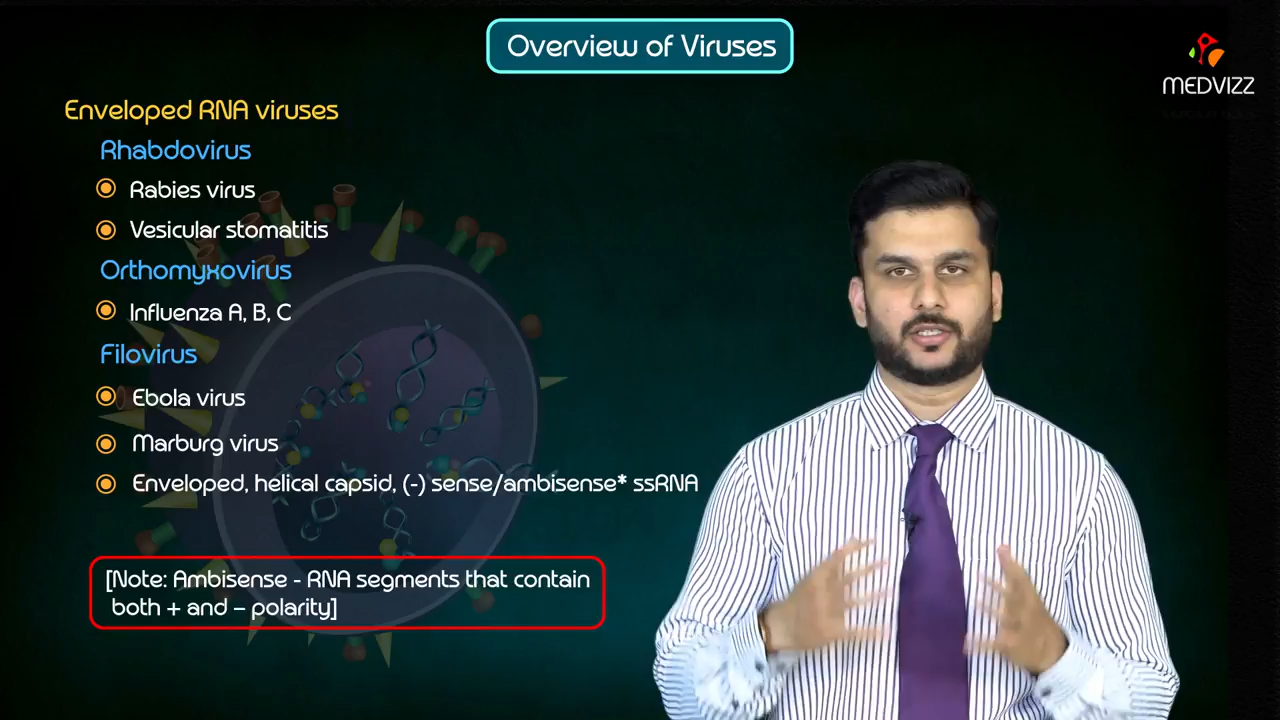 Overview of Viruses
MEDVIZZ
Enveloped RNA viruses
Rhabdovirus
Rabies virus
Vesicular stomatitis
Orthomyxovirus
Influenza A, B, C
Filovirus
Ebola virus
Marburg virus
Enveloped, helical capsid, (-) sense/ambisense* ssRNA
[Note: Ambisense - RNA segments that contain
both + and – polarity]